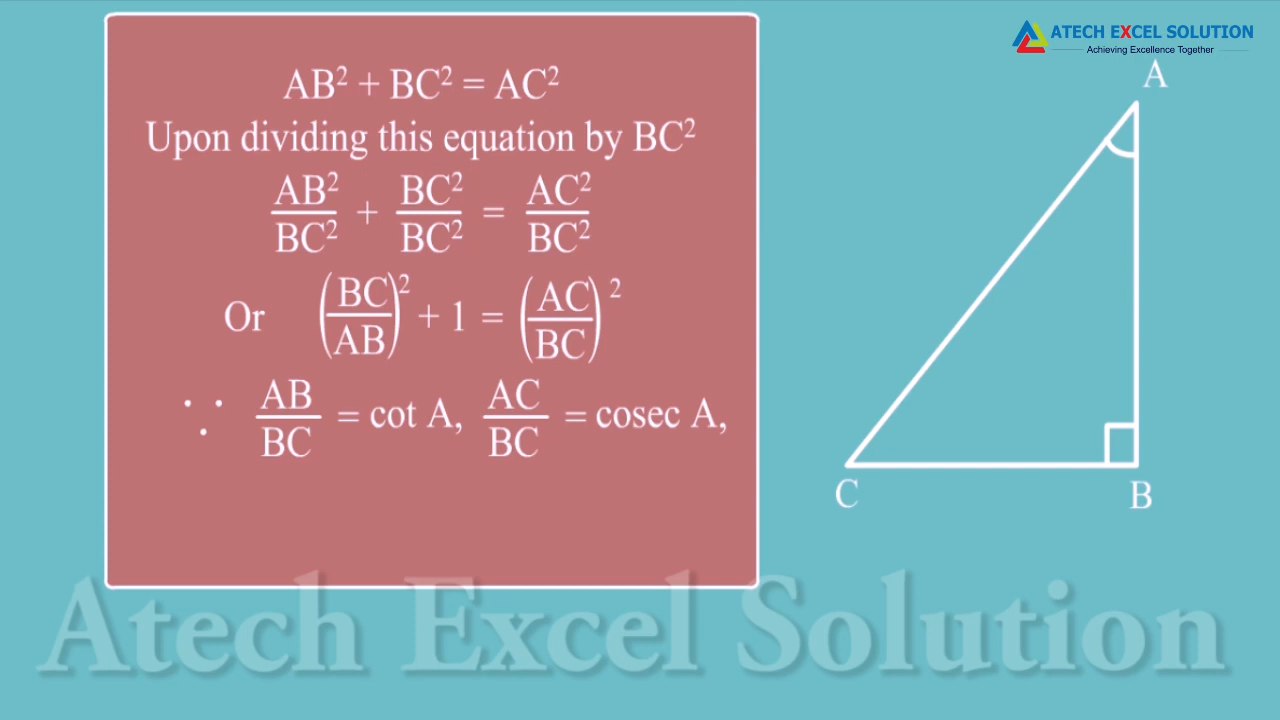 ATECH EXCEL SOLUTION
Achieving Excellence Together
AB² + BC² = AC²
Upon dividing this equation by BC²
AB²/BC² + BC²/BC² = AC²/BC²
Or (BC/AB)² + 1 = (AC/BC)²
∵ AB/BC = cot A, AC/BC = cosec A,
A
C
B
Atech Excel Solution